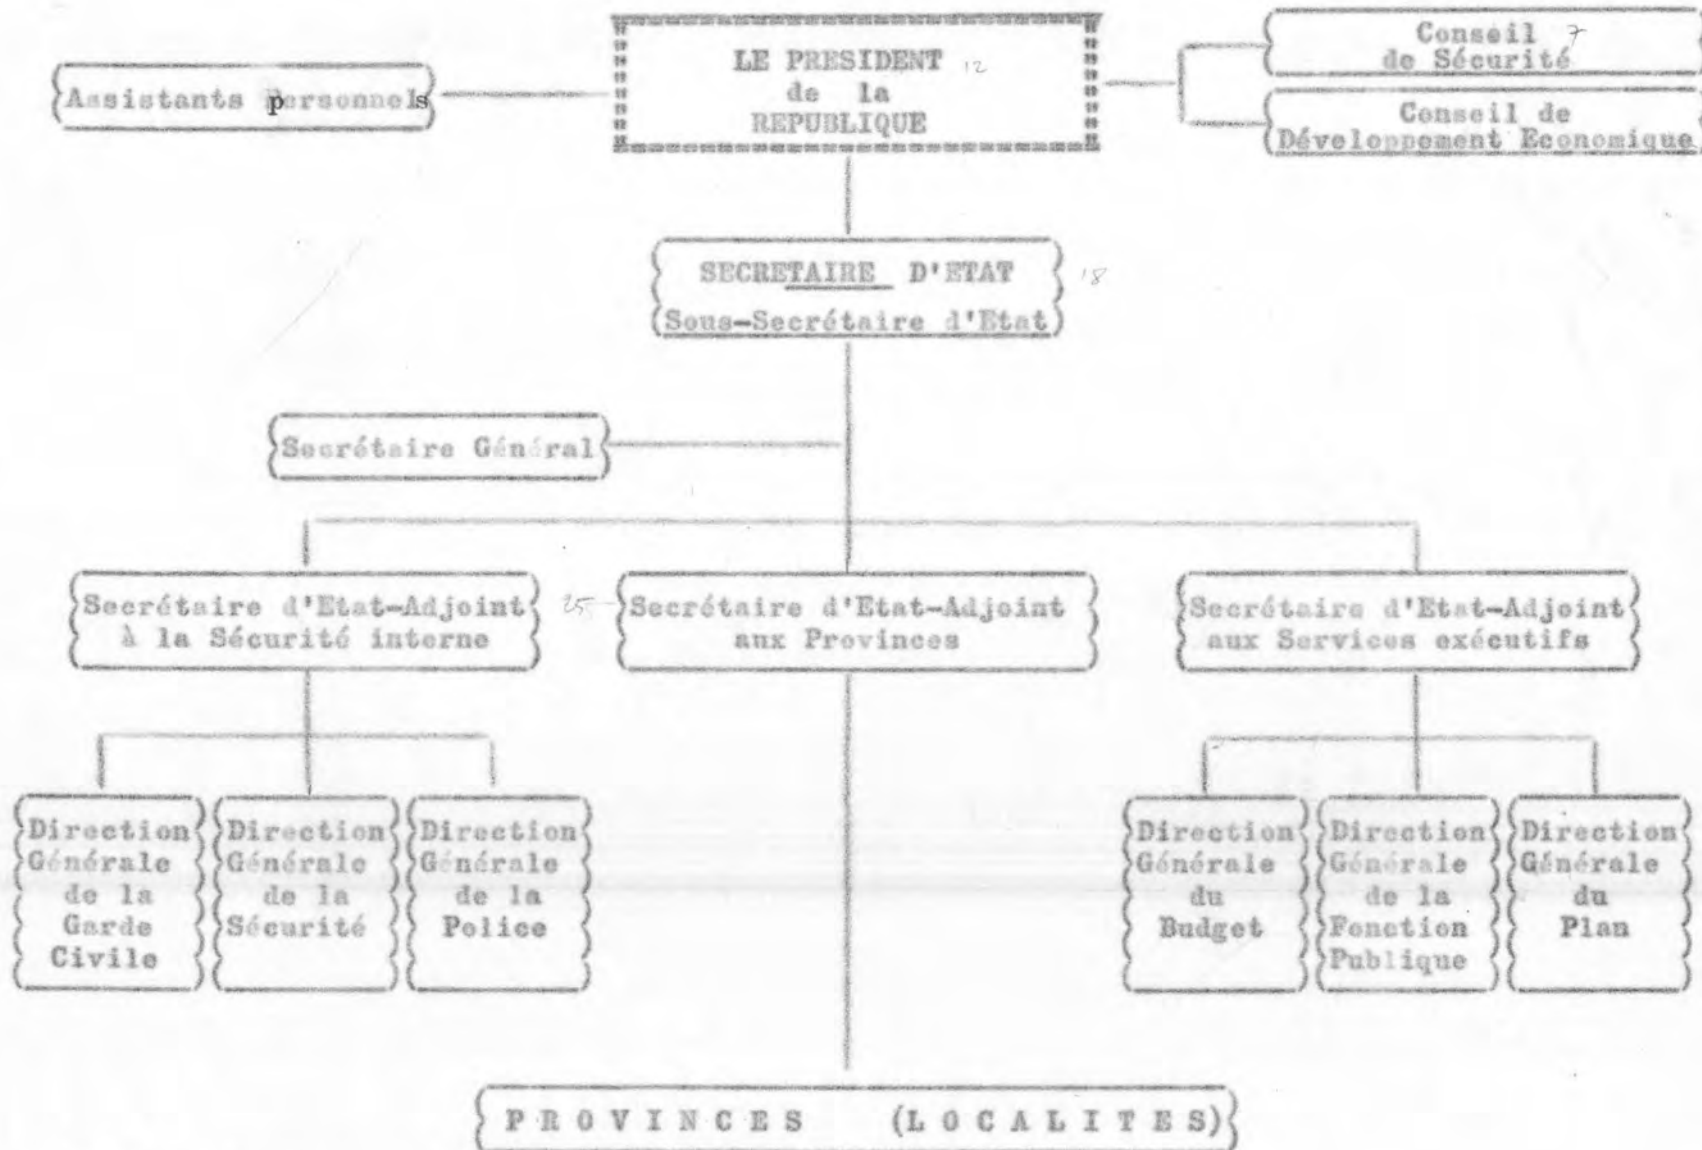 Assistants personnels
LE PRESIDENT 12
de la
REPUBLIQUE
Conseil 7
de Sécurité
Conseil de
Développement Economique
SECRETAIRE D'ETAT 18
(Sous-Secrétaire d'Etat)
Secrétaire Général
Secrétaire d'Etat-Adjoint 25
à la Sécurité interne
Secrétaire d'Etat-Adjoint
aux Provinces
Secrétaire d'Etat-Adjoint
aux Services exécutifs
Direction
Générale
de la
Garde
Civile
Direction
Générale
de la
Sécurité
Direction
Générale
de la
Police
Direction
Générale
du
Budget
Direction
Générale
de la
Fonction
Publique
Direction
Générale
du
Plan
PROVINCES (LOCALITES)